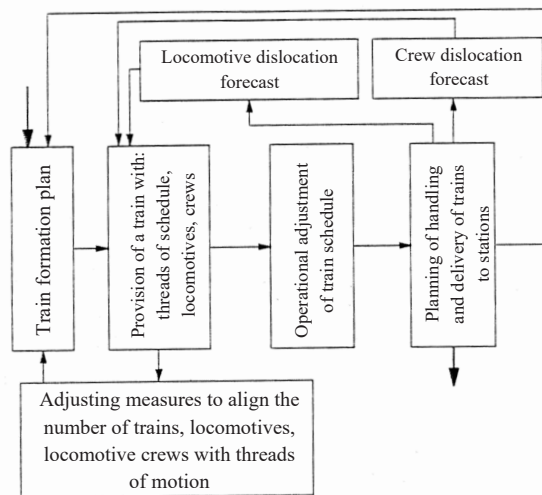 Locomotive dislocation
forecast
Crew dislocation
forecast
Train formation plan
Provision of a train with:
threads of schedule,
locomotives, crews
Operational adjustment
of train schedule
Planning of handling
and delivery of trains
to stations
Adjusting measures to align the
number of trains, locomotives,
locomotive crews with threads
of motion